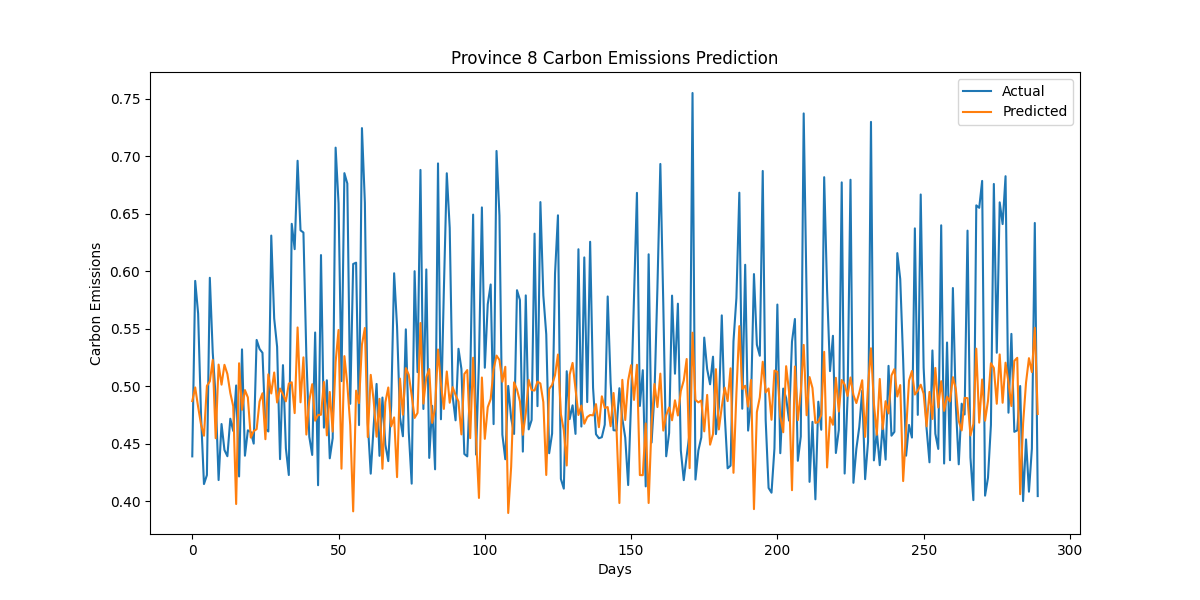 Province 8 Carbon Emissions Prediction
Actual
Predicted
Carbon Emissions
0.75
0.70
0.65
0.60
0.55
0.50
0.45
0.40
0 50 100 150 200 250 300
Days